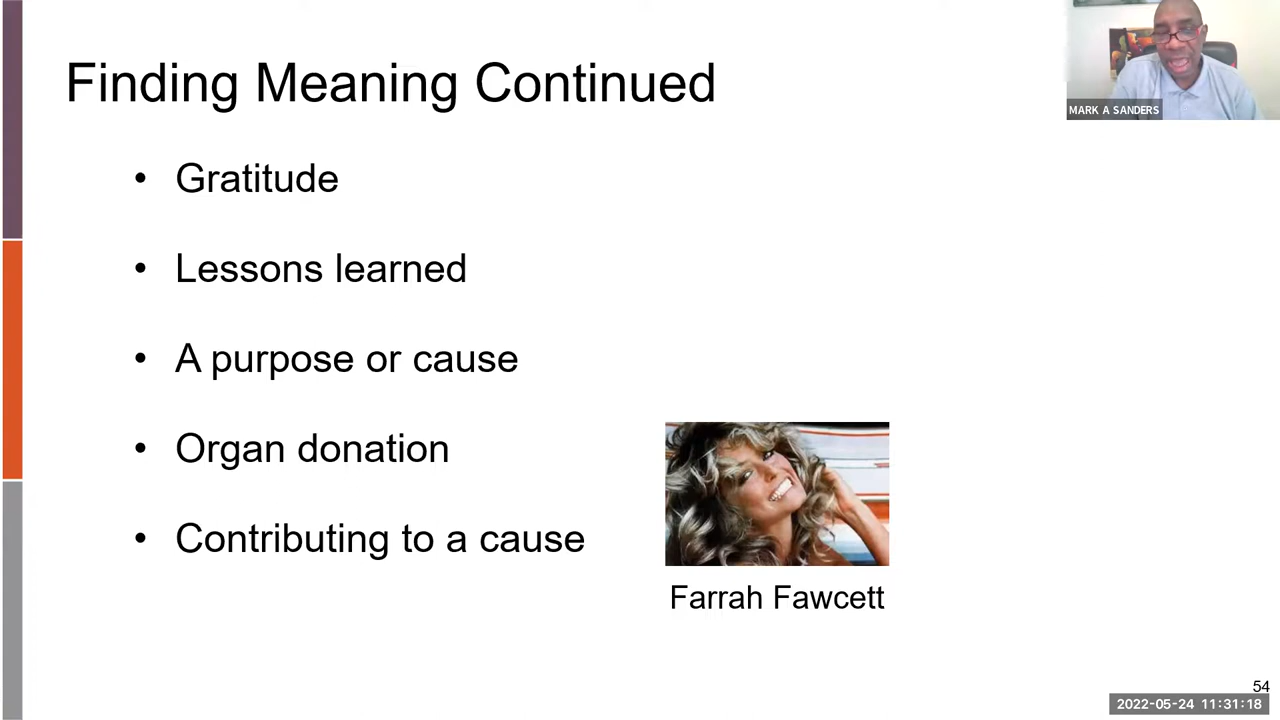 Finding Meaning Continued
MARK A SANDERS
• Gratitude
• Lessons learned
• A purpose or cause
• Organ donation
• Contributing to a cause
Farrah Fawcett
54
2022-05-24 11:31:18